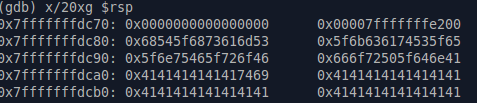 (gdb) x/20xg $rsp
0x7fffffffdc70: 0x0000000000000000 0x00007fffffffe200
0x7fffffffdc80: 0x68545f6873616d53 0x5f6b636174535f65
0x7fffffffdc90: 0x5f6e75465f726f46 0x666f72505f646e41
0x7fffffffdca0: 0x4141414141417469 0x4141414141414141
0x7fffffffdcb0: 0x4141414141414141 0x4141414141414141